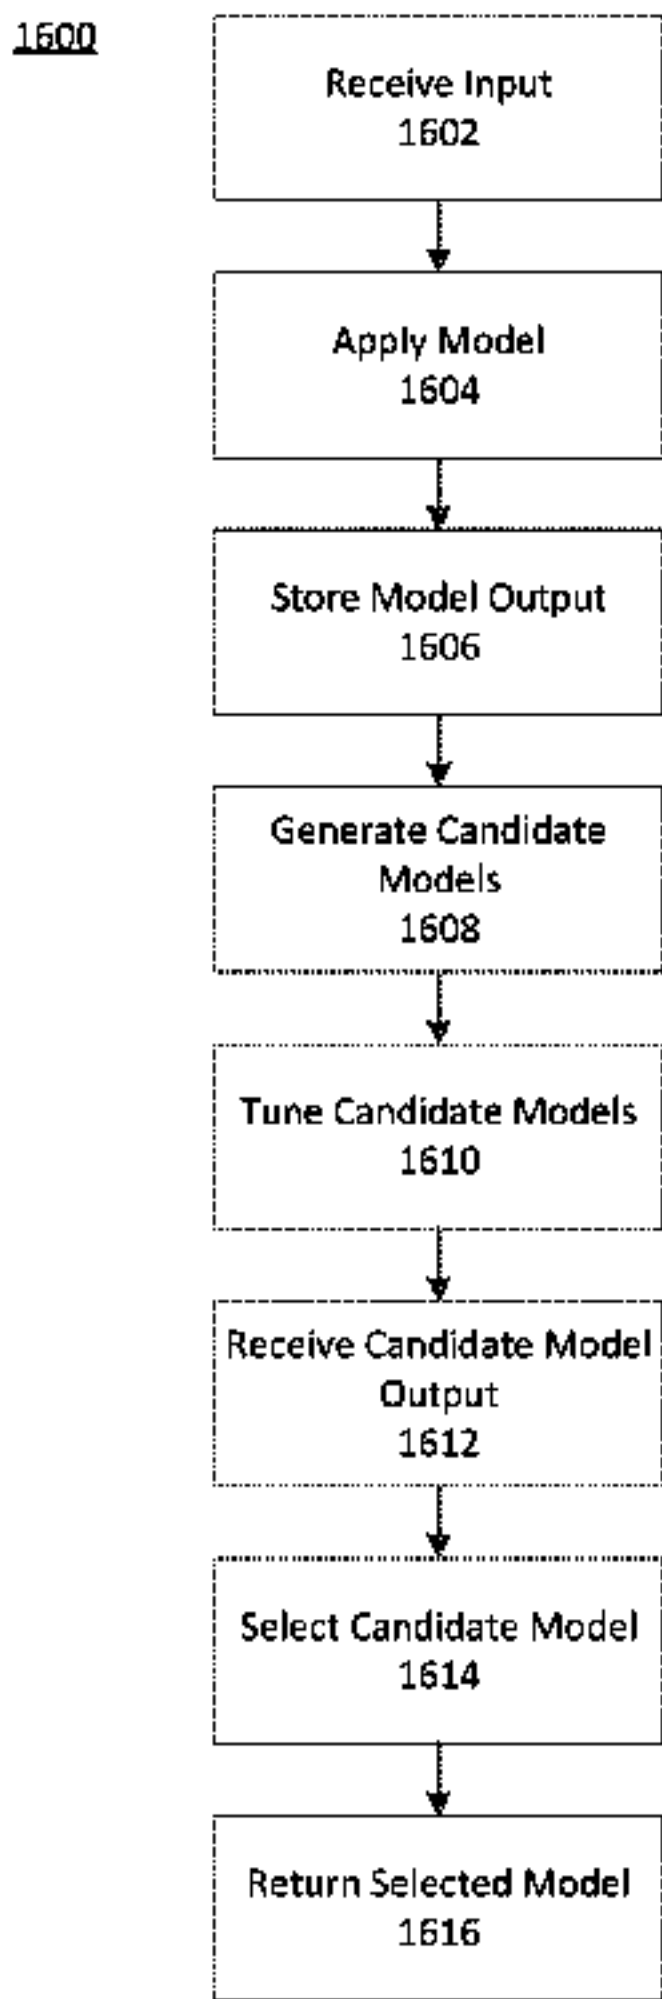 1600
Receive Input
1602
Apply Model
1604
Store Model Output
1606
Generate Candidate
Models
1608
Tune Candidate Models
1610
Receive Candidate Model
Output
1612
Select Candidate Model
1614
Return Selected Model
1616